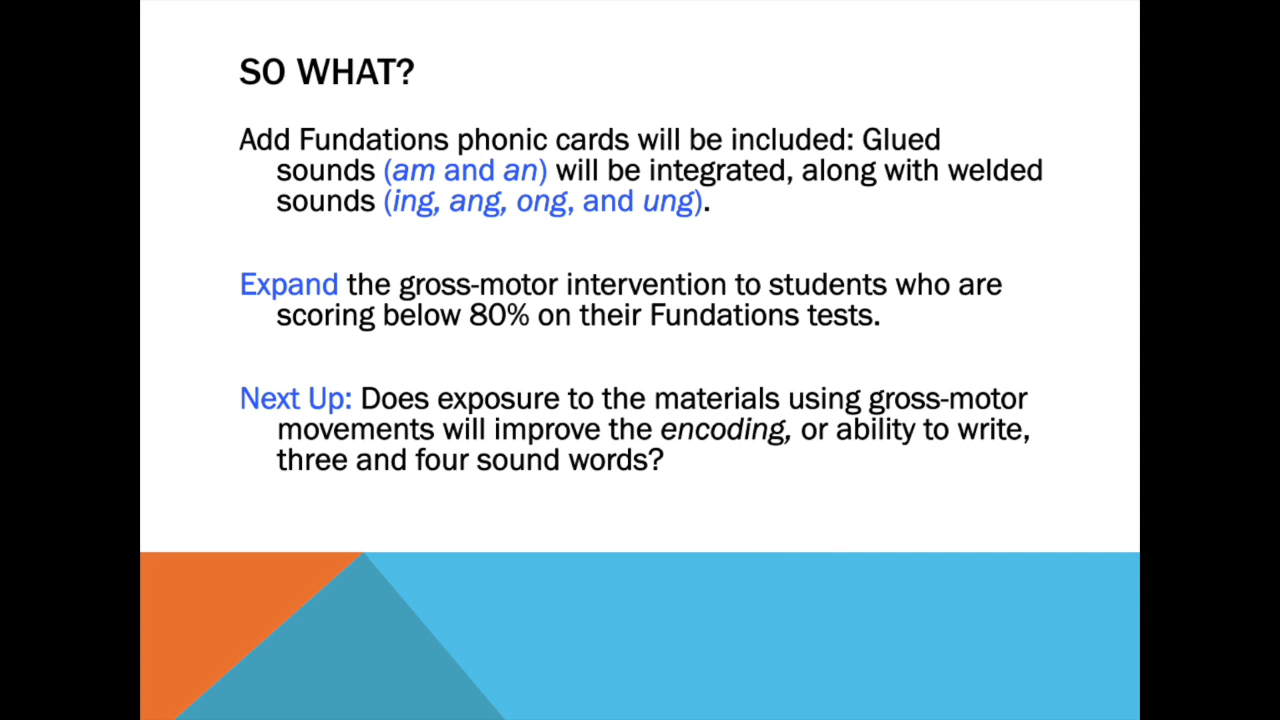 SO WHAT?
Add Fundations phonic cards will be included: Glued
sounds (am and an) will be integrated, along with welded
sounds (ing, ang, ong, and ung).
Expand the gross-motor intervention to students who are
scoring below 80% on their Fundations tests.
Next Up: Does exposure to the materials using gross-motor
movements will improve the encoding, or ability to write,
three and four sound words?